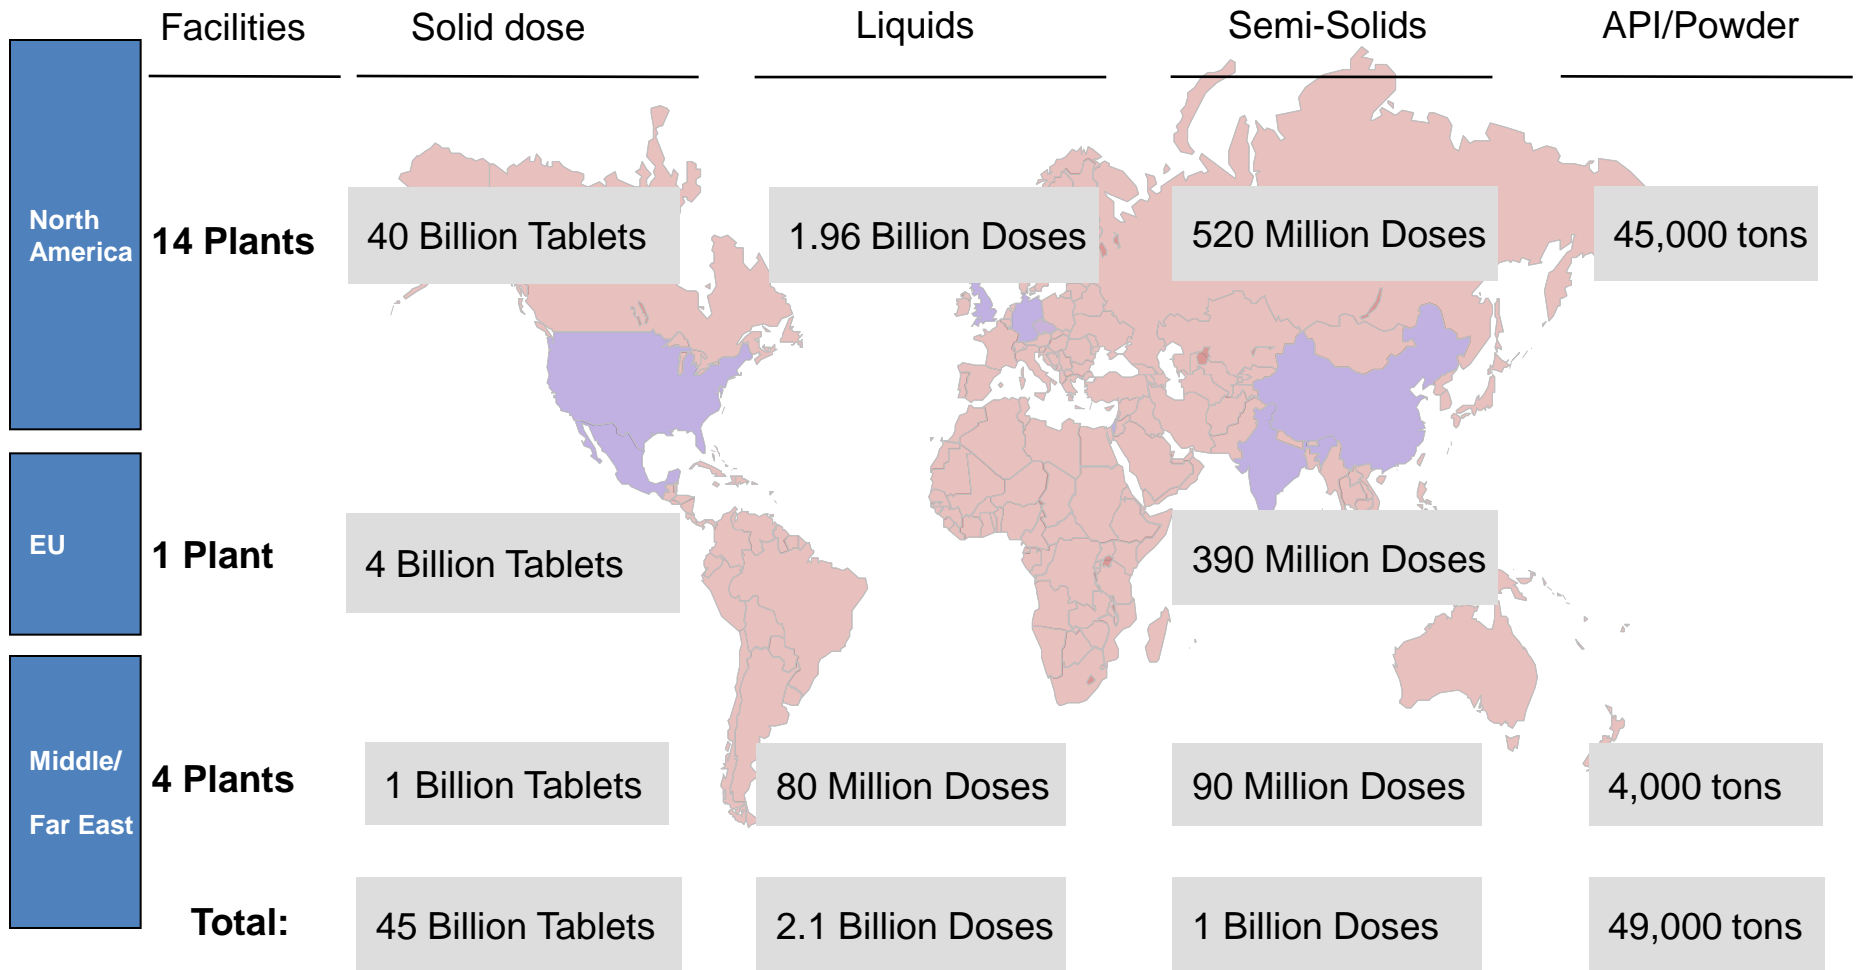 Facilities
Solid dose
Liquids
Semi-Solids
API/Powder
North
America
14 Plants
40 Billion Tablets
1.96 Billion Doses
520 Million Doses
45,000 tons
EU
1 Plant
4 Billion Tablets
390 Million Doses
Middle/
Far East
4 Plants
1 Billion Tablets
80 Million Doses
90 Million Doses
4,000 tons
Total:
45 Billion Tablets
2.1 Billion Doses
1 Billion Doses
49,000 tons